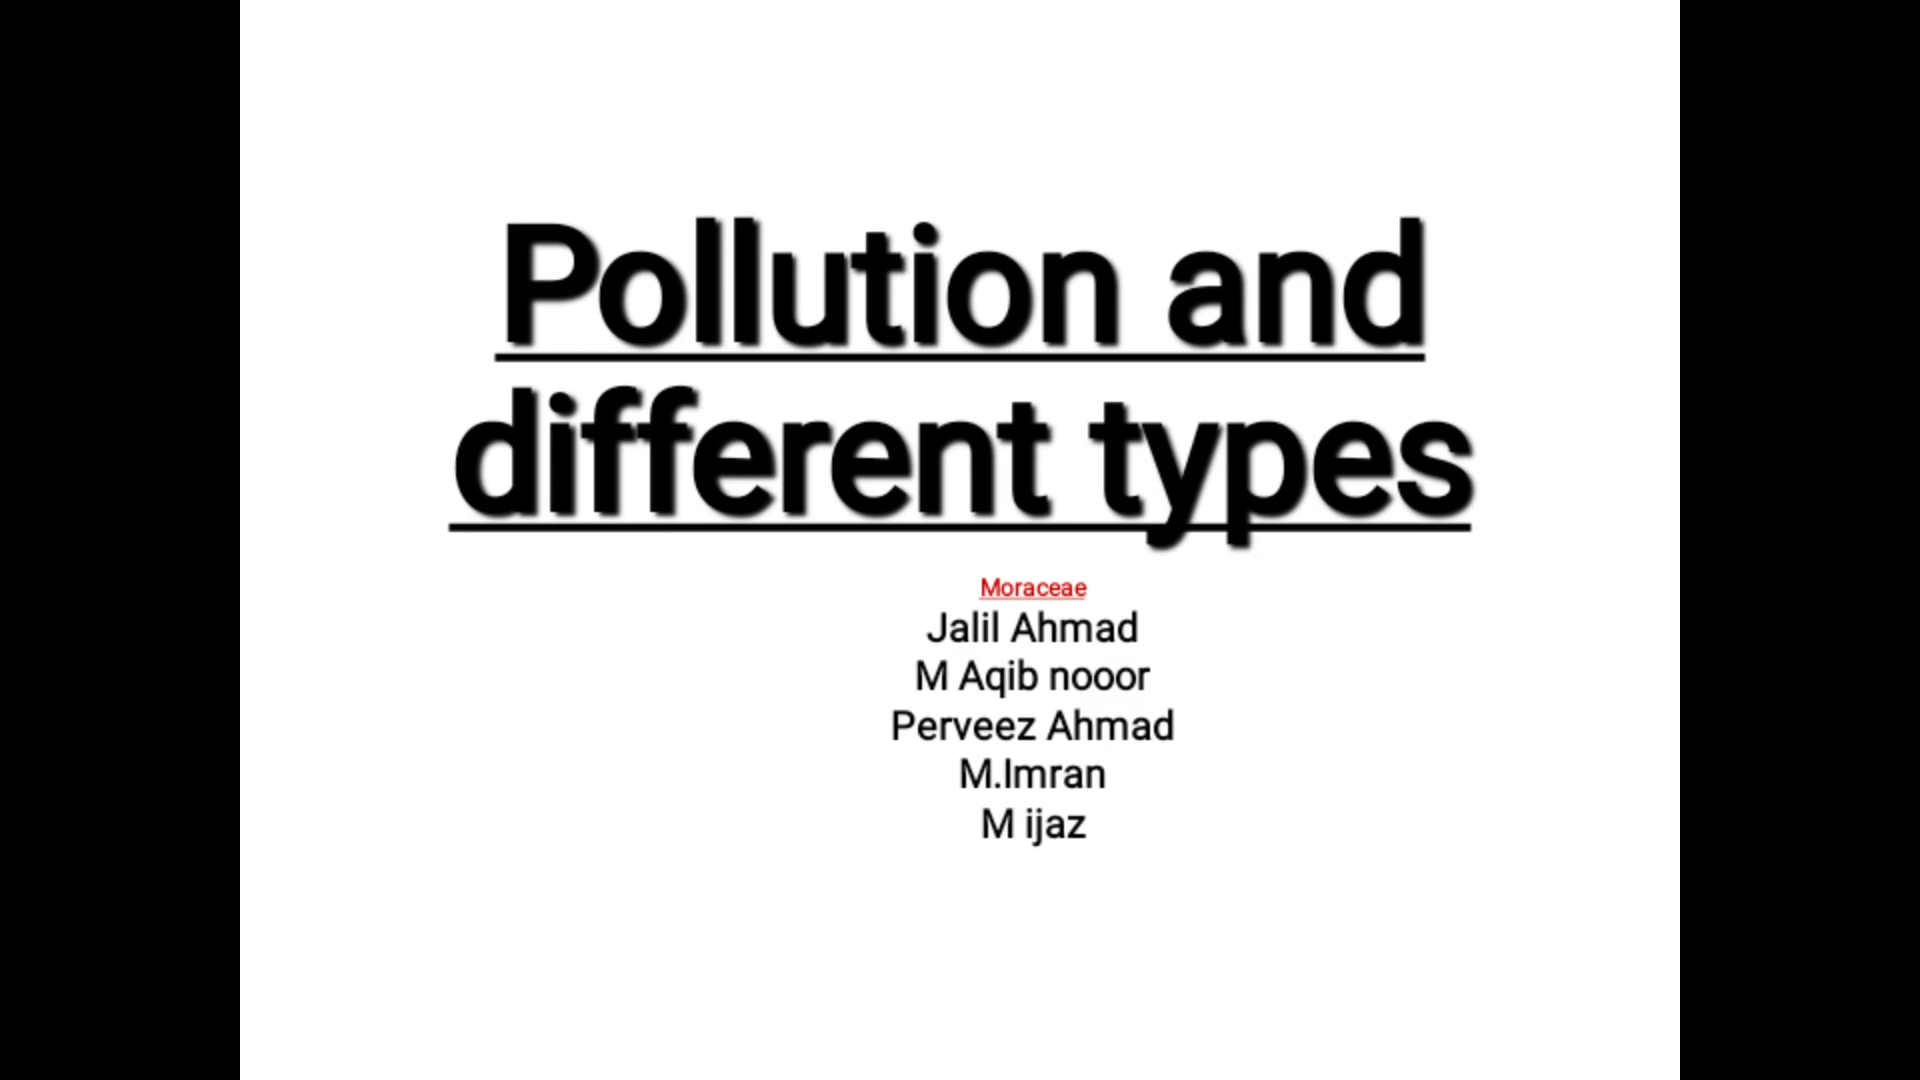 Pollution and
different types
Moraceae
Jalil Ahmad
M Aqib nooor
Perveez Ahmad
M.Imran
M ijaz